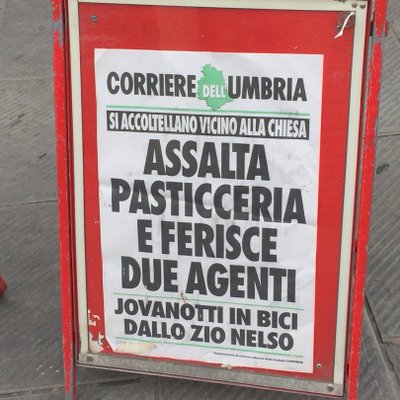 CORRIERE DELL' UMBRIA
SI ACCOLTELLANO VICINO ALLA CHIESA
ASSALTA
PASTICCERIA
E FERISCE
DUE AGENTI
JOVANOTTI IN BICI
DALLO ZIO NELSO